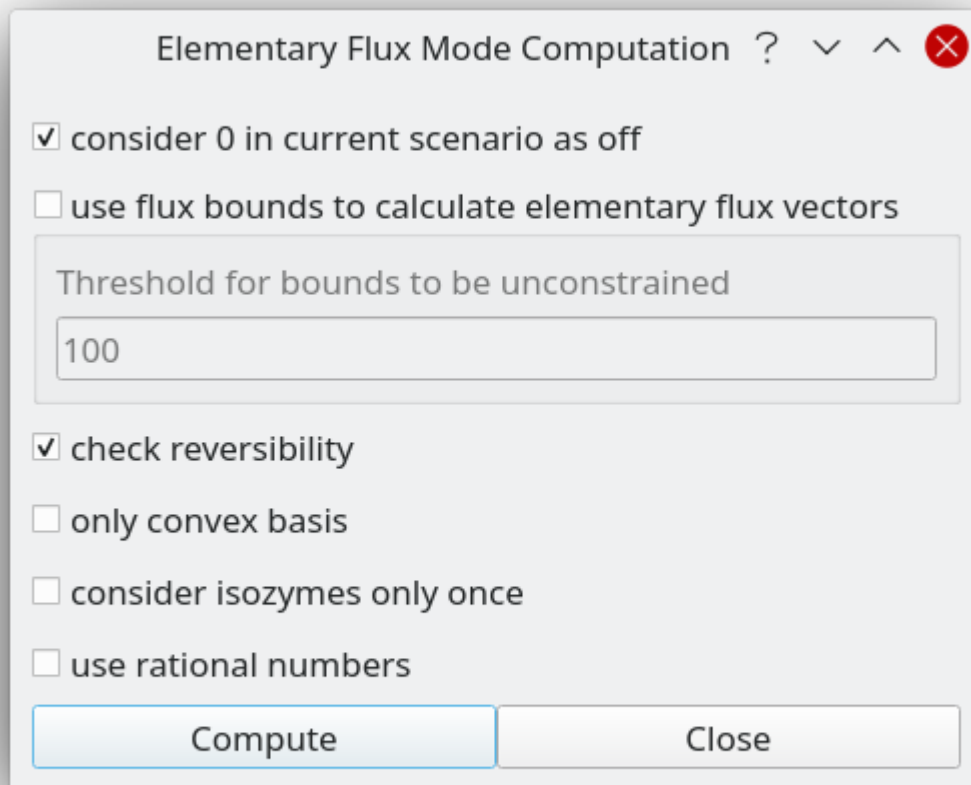 Elementary Flux Mode Computation ?
consider 0 in current scenario as off
use flux bounds to calculate elementary flux vectors
Threshold for bounds to be unconstrained
100
check reversibility
only convex basis
consider isozymes only once
use rational numbers
Compute Close